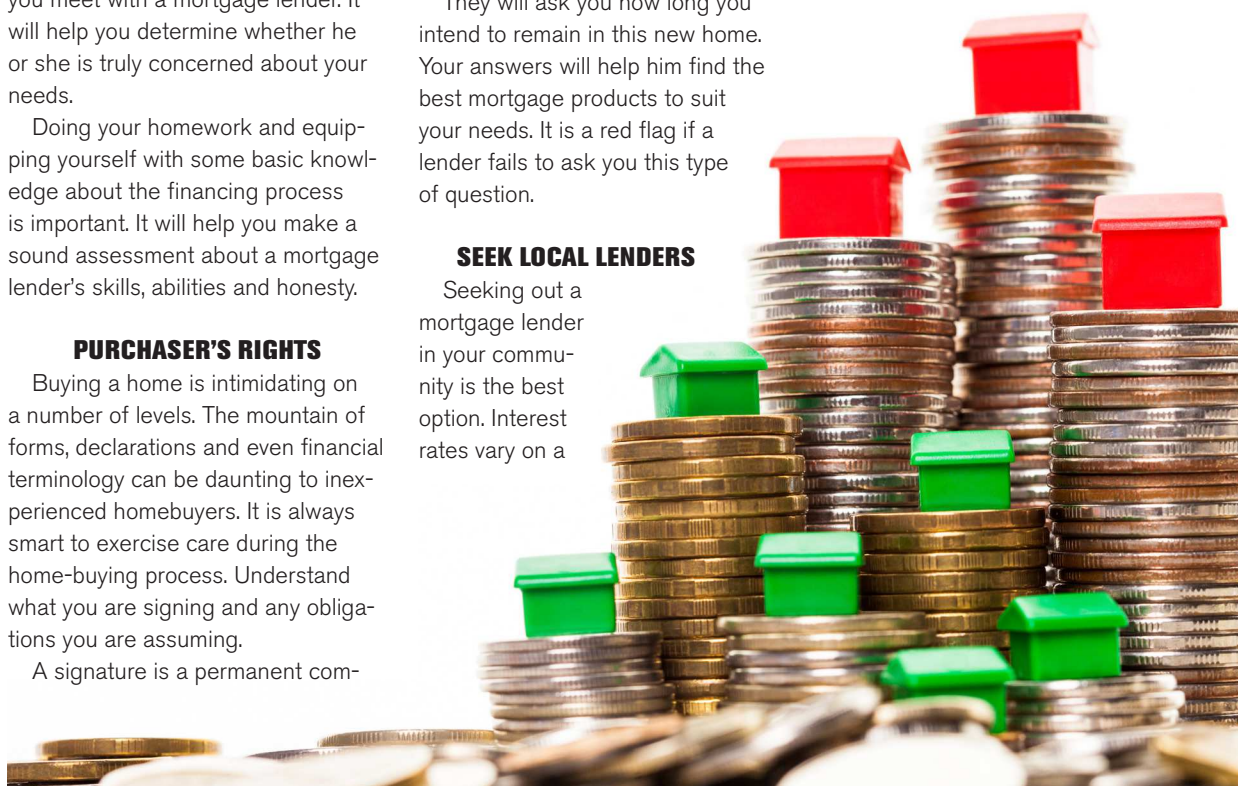 you meet with a mortgage lender. It
will help you determine whether he
or she is truly concerned about your
needs.
Doing your homework and equip-
ping yourself with some basic knowl-
edge about the financing process
is important. It will help you make a
sound assessment about a mortgage
lender’s skills, abilities and honesty.
PURCHASER’S RIGHTS
Buying a home is intimidating on
a number of levels. The mountain of
forms, declarations and even financial
terminology can be daunting to inex-
perienced homebuyers. It is always
smart to exercise care during the
home-buying process. Understand
what you are signing and any obliga-
tions you are assuming.
A signature is a permanent com-
They will ask you how long you
intend to remain in this new home.
Your answers will help him find the
best mortgage products to suit
your needs. It is a red flag if a
lender fails to ask you this type
of question.
SEEK LOCAL LENDERS
Seeking out a
mortgage lender
in your commu-
nity is the best
option. Interest
rates vary on a